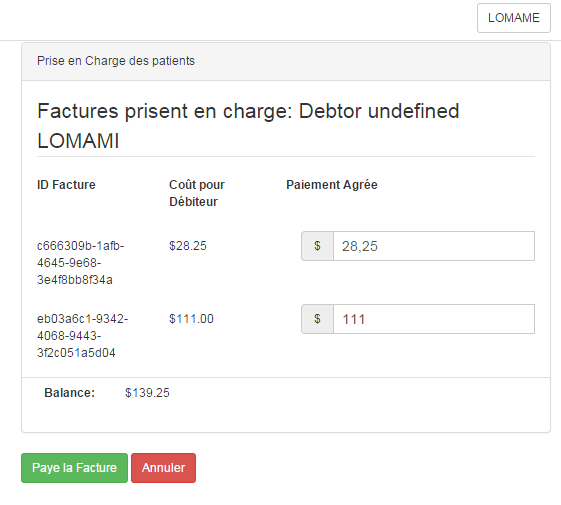 LOMAME
Prise en Charge des patients
Factures prisent en charge: Debtor undefined
LOMAMI
ID Facture Coût pour Débiteur Paiement Agrée
c666309b-1afb-
4645-9e68-
3e4f8bb8f34a
$28.25
$ 28,25
eb03a6c1-9342-
4068-9443-
3f2c051a5d04
$111.00
$ 111
Balance: $139.25
Paye la Facture Annuler